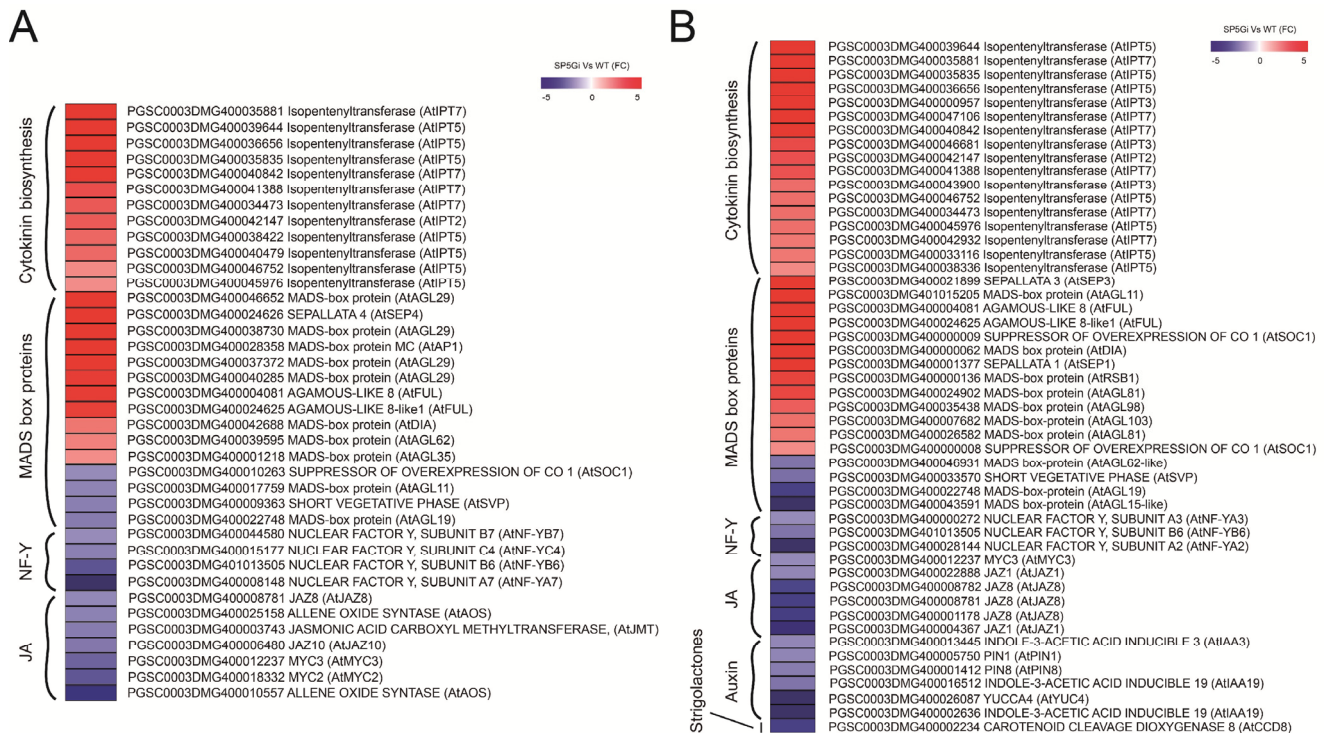 A
SP5Gi Vs WT (FC)
-5 0 5
Cytokinin biosynthesis
PGSC0003DMG400035881 Isopentenyltransferase (AtIPT7)
PGSC0003DMG400039644 Isopentenyltransferase (AtIPT5)
PGSC0003DMG400036656 Isopentenyltransferase (AtIPT5)
PGSC0003DMG400035835 Isopentenyltransferase (AtIPT5)
PGSC0003DMG400040842 Isopentenyltransferase (AtIPT7)
PGSC0003DMG400041388 Isopentenyltransferase (AtIPT7)
PGSC0003DMG400034473 Isopentenyltransferase (AtIPT7)
PGSC0003DMG400042147 Isopentenyltransferase (AtIPT2)
PGSC0003DMG400038422 Isopentenyltransferase (AtIPT5)
PGSC0003DMG400040479 Isopentenyltransferase (AtIPT5)
PGSC0003DMG400046752 Isopentenyltransferase (AtIPT5)
PGSC0003DMG400045976 Isopentenyltransferase (AtIPT5)
MADS box proteins
PGSC0003DMG400046652 MADS-box protein (AtAGL29)
PGSC0003DMG400024626 SEPALLATA 4 (AtSEP4)
PGSC0003DMG400038730 MADS-box protein (AtAGL29)
PGSC0003DMG400028358 MADS-box protein MC (AtAP1)
PGSC0003DMG400037372 MADS-box protein (AtAGL29)
PGSC0003DMG400040285 MADS-box protein (AtAGL29)
PGSC0003DMG400004081 AGAMOUS-LIKE 8 (AtFUL)
PGSC0003DMG400024625 AGAMOUS-LIKE 8-like1 (AtFUL)
PGSC0003DMG400042688 MADS-box protein (AtDIA)
PGSC0003DMG400039595 MADS-box protein (AtAGL62)
PGSC0003DMG400001218 MADS-box protein (AtAGL35)
PGSC0003DMG400010263 SUPPRESSOR OF OVEREXPRESSION OF CO 1 (AtSOC1)
PGSC0003DMG400017759 MADS-box protein (AtAGL11)
PGSC0003DMG400009363 SHORT VEGETATIVE PHASE (AtSVP)
PGSC0003DMG400022748 MADS-box protein (AtAGL19)
NF-Y
PGSC0003DMG400044580 NUCLEAR FACTOR Y, SUBUNIT B7 (AtNF-YB7)
PGSC0003DMG400015177 NUCLEAR FACTOR Y, SUBUNIT C4 (AtNF-YC4)
PGSC0003DMG401013505 NUCLEAR FACTOR Y, SUBUNIT B6 (AtNF-YB6)
PGSC0003DMG400008148 NUCLEAR FACTOR Y, SUBUNIT A7 (AtNF-YA7)
JA
PGSC0003DMG400008781 JAZ8 (AtJAZ8)
PGSC0003DMG400025158 ALLENE OXIDE SYNTASE (AtAOS)
PGSC0003DMG400003743 JASMONIC ACID CARBOXYL METHYLTRANSFERASE, (AtJMT)
PGSC0003DMG400006480 JAZ10 (AtJAZ10)
PGSC0003DMG400012237 MYC3 (AtMYC3)
PGSC0003DMG400018332 MYC2 (AtMYC2)
PGSC0003DMG400010557 ALLENE OXIDE SYNTASE (AtAOS)
B
SP5Gi Vs WT (FC)
-5 0 5
Cytokinin biosynthesis
PGSC0003DMG400039644 Isopentenyltransferase (AtIPT5)
PGSC0003DMG400035881 Isopentenyltransferase (AtIPT7)
PGSC0003DMG400035835 Isopentenyltransferase (AtIPT5)
PGSC0003DMG400036656 Isopentenyltransferase (AtIPT5)
PGSC0003DMG400000957 Isopentenyltransferase (AtIPT3)
PGSC0003DMG400047106 Isopentenyltransferase (AtIPT7)
PGSC0003DMG400040842 Isopentenyltransferase (AtIPT7)
PGSC0003DMG400046681 Isopentenyltransferase (AtIPT3)
PGSC0003DMG400042147 Isopentenyltransferase (AtIPT2)
PGSC0003DMG400041388 Isopentenyltransferase (AtIPT7)
PGSC0003DMG400043900 Isopentenyltransferase (AtIPT3)
PGSC0003DMG400046752 Isopentenyltransferase (AtIPT5)
PGSC0003DMG400034473 Isopentenyltransferase (AtIPT7)
PGSC0003DMG400045976 Isopentenyltransferase (AtIPT5)
PGSC0003DMG400042932 Isopentenyltransferase (AtIPT7)
PGSC0003DMG400033116 Isopentenyltransferase (AtIPT5)
PGSC0003DMG400038336 Isopentenyltransferase (AtIPT5)
MADS box proteins
PGSC0003DMG400021899 SEPALLATA 3 (AtSEP3)
PGSC0003DMG401015205 MADS-box protein (AtAGL11)
PGSC0003DMG400004081 AGAMOUS-LIKE 8 (AtFUL)
PGSC0003DMG400024625 AGAMOUS-LIKE 8-like1 (AtFUL)
PGSC0003DMG400000009 SUPPRESSOR OF OVEREXPRESSION OF CO 1 (AtSOC1)
PGSC0003DMG400000062 MADS box protein (AtDIA)
PGSC0003DMG400001377 SEPALLATA 1 (AtSEP1)
PGSC0003DMG400000136 MADS-box protein (AtRSB1)
PGSC0003DMG400024902 MADS-box protein (AtAGL81)
PGSC0003DMG400035438 MADS-box protein (AtAGL98)
PGSC0003DMG400007682 MADS-box protein (AtAGL103)
PGSC0003DMG400026582 MADS-box protein (AtAGL81)
PGSC0003DMG400000008 SUPPRESSOR OF OVEREXPRESSION OF CO 1 (AtSOC1)
PGSC0003DMG400046931 MADS box-protein (AtAGL62-like)
PGSC0003DMG400033570 SHORT VEGETATIVE PHASE (AtSVP)
PGSC0003DMG400022748 MADS-box-protein (AtAGL19)
PGSC0003DMG400043591 MADS box-protein (AtAGL15-like)
NF-Y
PGSC0003DMG400000272 NUCLEAR FACTOR Y, SUBUNIT A3 (AtNF-YA3)
PGSC0003DMG401013505 NUCLEAR FACTOR Y, SUBUNIT B6 (AtNF-YB6)
PGSC0003DMG400028144 NUCLEAR FACTOR Y, SUBUNIT A2 (AtNF-YA2)
JA
PGSC0003DMG400012237 MYC3 (AtMYC3)
PGSC0003DMG400022888 JAZ1 (AtJAZ1)
PGSC0003DMG400008782 JAZ8 (AtJAZ8)
PGSC0003DMG400008781 JAZ8 (AtJAZ8)
PGSC0003DMG400001178 JAZ8 (AtJAZ8)
PGSC0003DMG400004367 JAZ1 (AtJAZ1)
Auxin
PGSC0003DMG400013445 INDOLE-3-ACETIC ACID INDUCIBLE 3 (AtIAA3)
PGSC0003DMG400005750 PIN1 (AtPIN1)
PGSC0003DMG400001412 PIN8 (AtPIN8)
PGSC0003DMG400016512 INDOLE-3-ACETIC ACID INDUCIBLE 19 (AtIAA19)
PGSC0003DMG400026087 YUCCA4 (AtYUC4)
PGSC0003DMG400002636 INDOLE-3-ACETIC ACID INDUCIBLE 19 (AtIAA19)
Strigolactones
PGSC0003DMG400002234 CAROTENOID CLEAVAGE DIOXYGENASE 8 (AtCCD8)